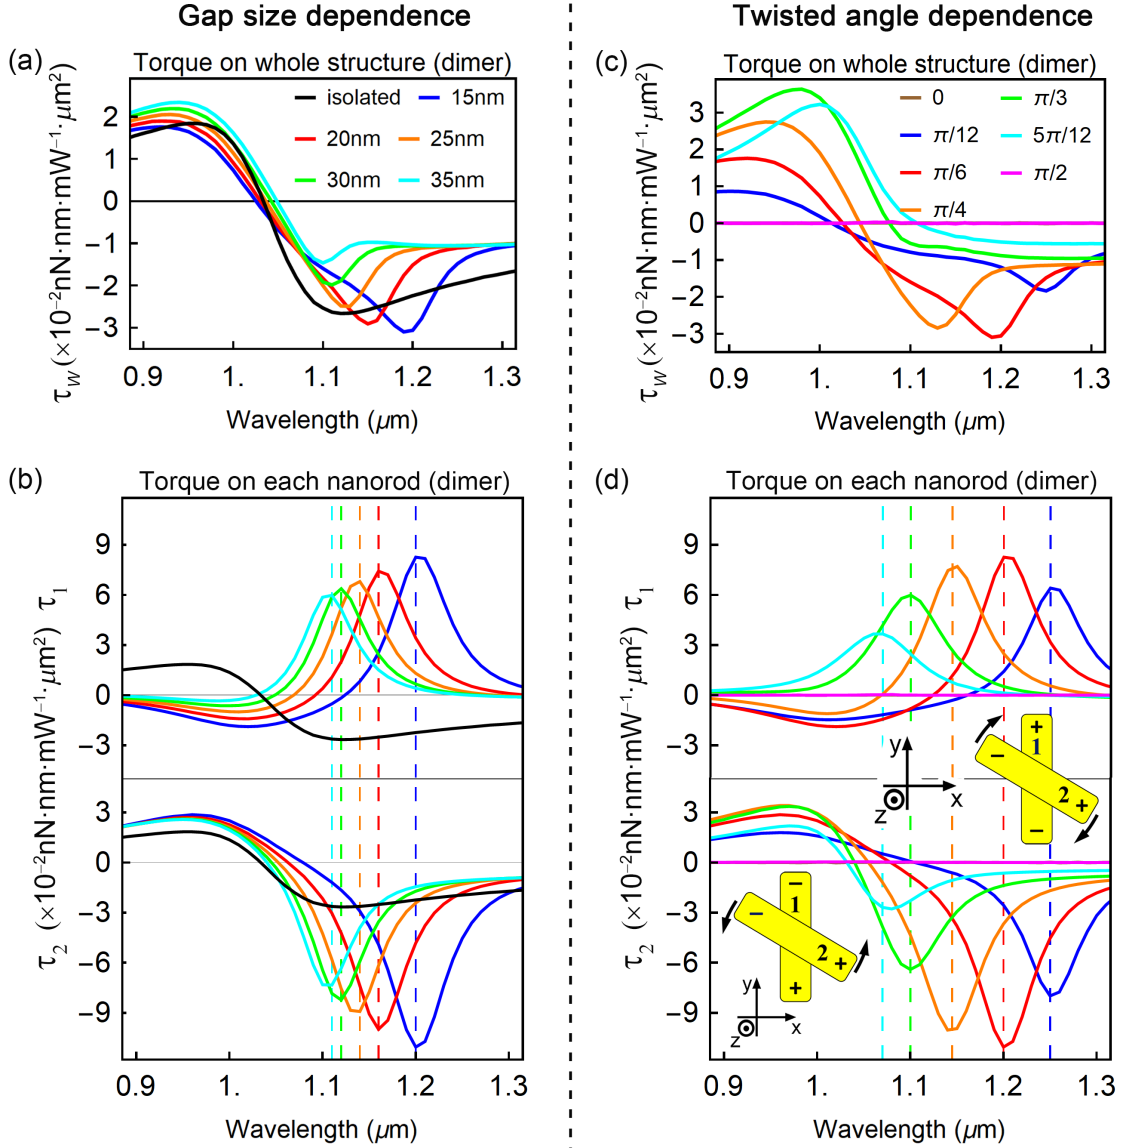 Gap size dependence
Twisted angle dependence
(a)
Torque on whole structure (dimer)
τ_W (×10⁻²nN·nm·mW⁻¹·μm²)
isolated
15nm
20nm
25nm
30nm
35nm
2
1
0
−1
−2
−3
0.9
1.
1.1
1.2
1.3
Wavelength (μm)
(c)
Torque on whole structure (dimer)
τ_W (×10⁻²nN·nm·mW⁻¹·μm²)
0
π/3
π/12
5π/12
π/6
π/2
π/4
3
2
1
0
−1
−2
−3
0.9
1.
1.1
1.2
1.3
Wavelength (μm)
(b)
Torque on each nanorod (dimer)
τ₂ (×10⁻²nN·nm·mW⁻¹·μm²) τ₁
9
6
3
0
−3
3
0
−3
−6
−9
0.9
1.
1.1
1.2
1.3
Wavelength (μm)
(d)
Torque on each nanorod (dimer)
τ₂ (×10⁻²nN·nm·mW⁻¹·μm²) τ₁
9
6
3
0
−3
3
0
−3
−6
−9
y
x
z
+
1
−
2 +
−
−
1
−
2 +
+
y
x
z
0.9
1.
1.1
1.2
1.3
Wavelength (μm)